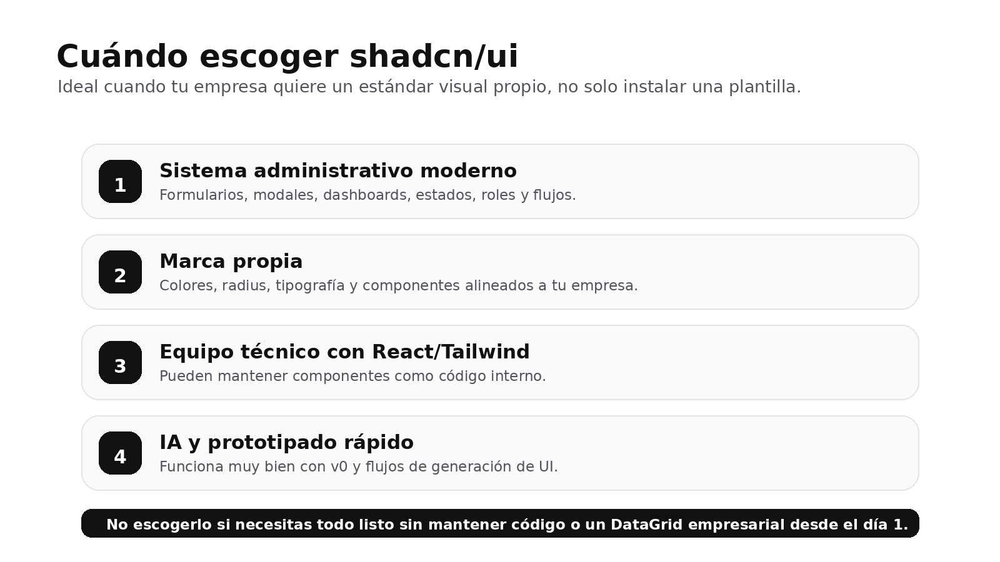 Cuándo escoger shadcn/ui
Ideal cuando tu empresa quiere un estándar visual propio, no solo instalar una plantilla.
1
Sistema administrativo moderno
Formularios, modales, dashboards, estados, roles y flujos.
2
Marca propia
Colores, radius, tipografía y componentes alineados a tu empresa.
3
Equipo técnico con React/Tailwind
Pueden mantener componentes como código interno.
4
IA y prototipado rápido
Funciona muy bien con v0 y flujos de generación de UI.
No escogerlo si necesitas todo listo sin mantener código o un DataGrid empresarial desde el día 1.